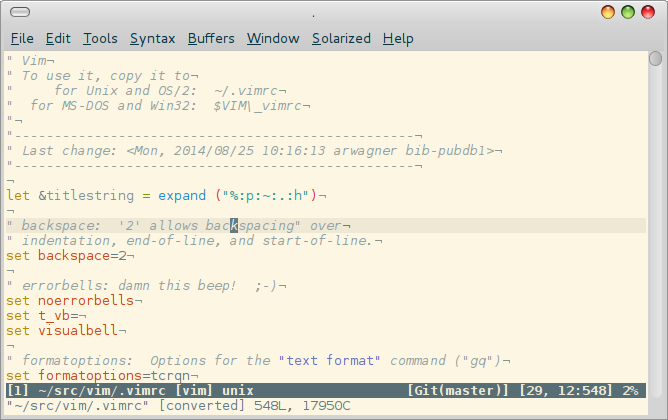 .
File Edit Tools Syntax Buffers Window Solarized Help
" Vim¬
" To use it, copy it to¬
"     for Unix and OS/2:  ~/.vimrc¬
"  for MS-DOS and Win32:  $VIM\_vimrc¬
"¬
"-------------------------------------------------¬
" Last change: <Mon, 2014/08/25 10:16:13 arwagner bib-pubdb1>¬
"-------------------------------------------------¬
¬
let &titlestring = expand ("%:p:~:.:h")¬
¬
" backspace:  '2' allows backspacing" over¬
" indentation, end-of-line, and start-of-line.¬
set backspace=2¬
¬
" errorbells: damn this beep!  ;-)¬
set noerrorbells¬
set t_vb=¬
set visualbell¬
¬
" formatoptions:  Options for the "text format" command ("gq")¬
set formatoptions=tcrqn¬
[1] ~/src/vim/.vimrc [vim] unix [Git(master)] [29, 12:548] 2%
"~/src/vim/.vimrc" [converted] 548L, 17950C